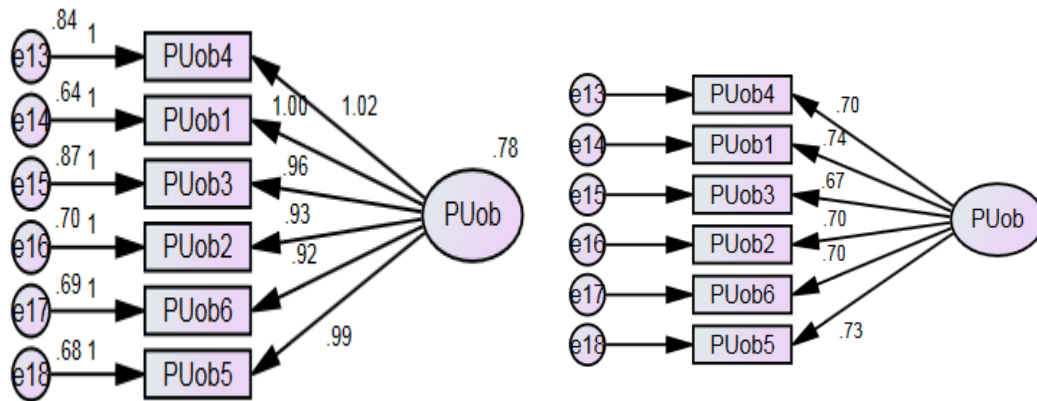 .84 1
e13 PUob4
1.02
.64 1
e14 PUob1
1.00
.87 1
e15 PUob3
.96
.70 1
e16 PUob2
.93
.69 1
e17 PUob6
.92
.68 1
e18 PUob5
.99
.78
PUob
e13 PUob4
.70
e14 PUob1
.74
e15 PUob3
.67
e16 PUob2
.70
e17 PUob6
.70
e18 PUob5
.73
PUob